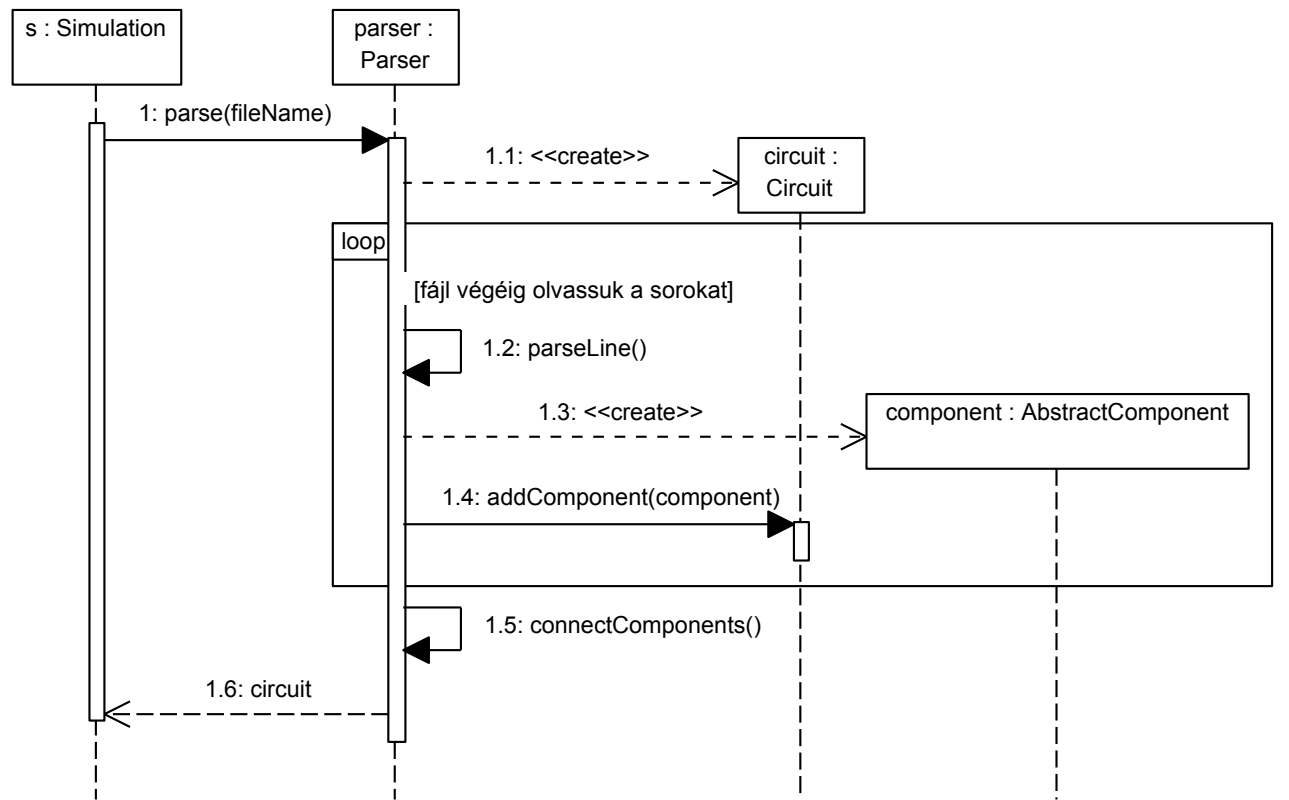 s : Simulation
parser :
Parser
1: parse(fileName)
1.1: <<create>>
circuit :
Circuit
loop
[fájl végéig olvassuk a sorokat]
1.2: parseLine()
1.3: <<create>>
component : AbstractComponent
1.4: addComponent(component)
1.5: connectComponents()
1.6: circuit